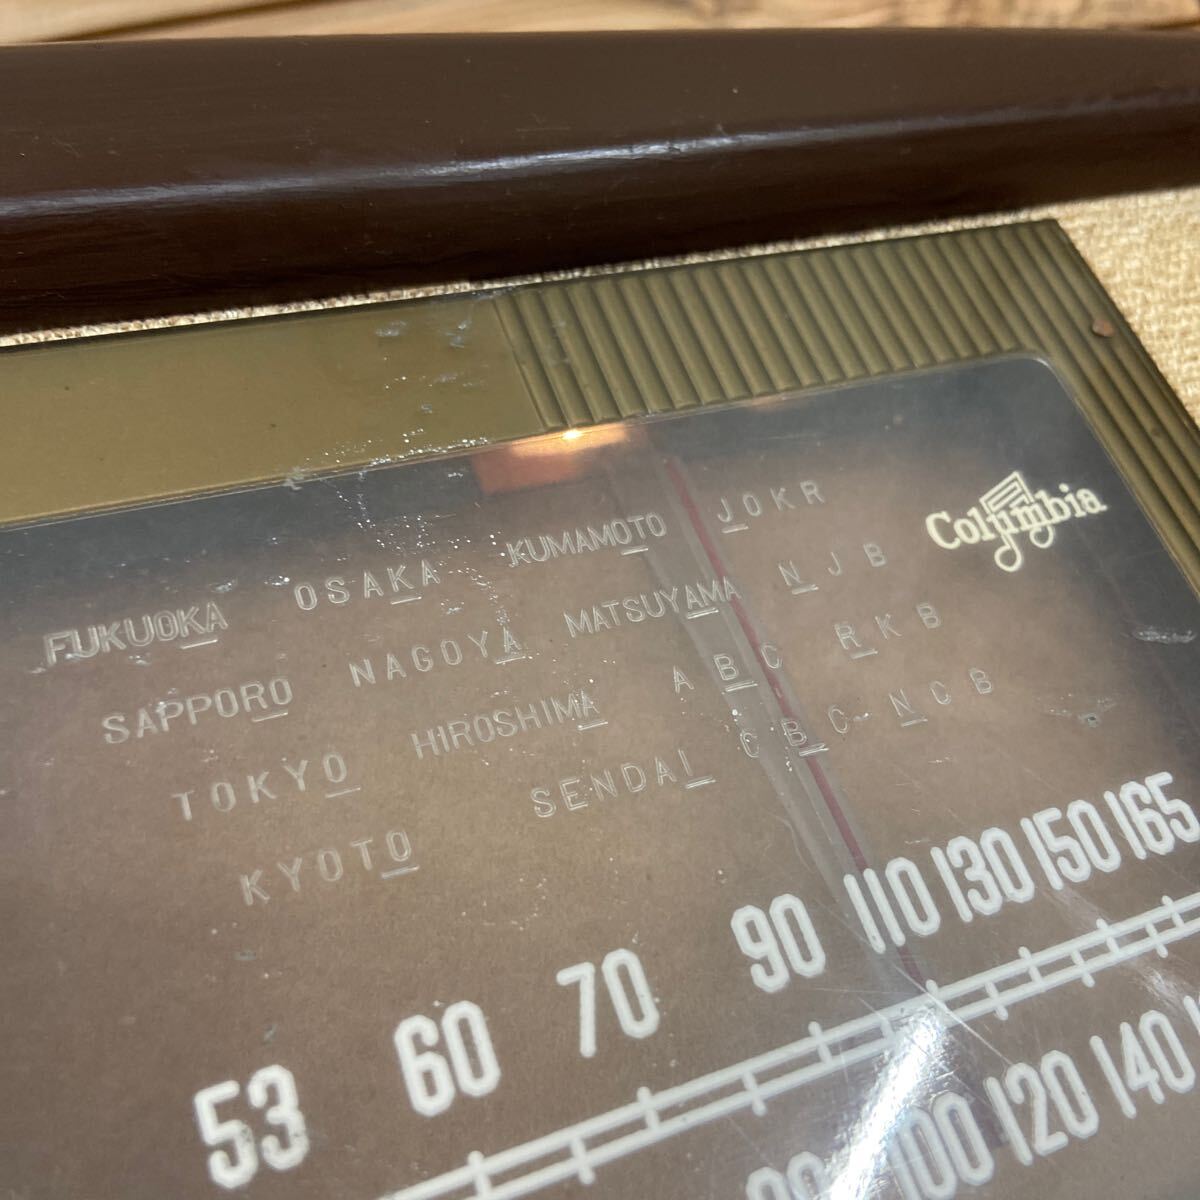 FUKUOKA OSAKA KUMAMOTO JOKR
SAPPORO NAGOYA MATSUYAMA NJB
TOKYO HIROSHIMA ABC RKB
KYOTO SENDAI CBC NCB
Columbia
53 60 70 90 110 130 150 165
100 120 140